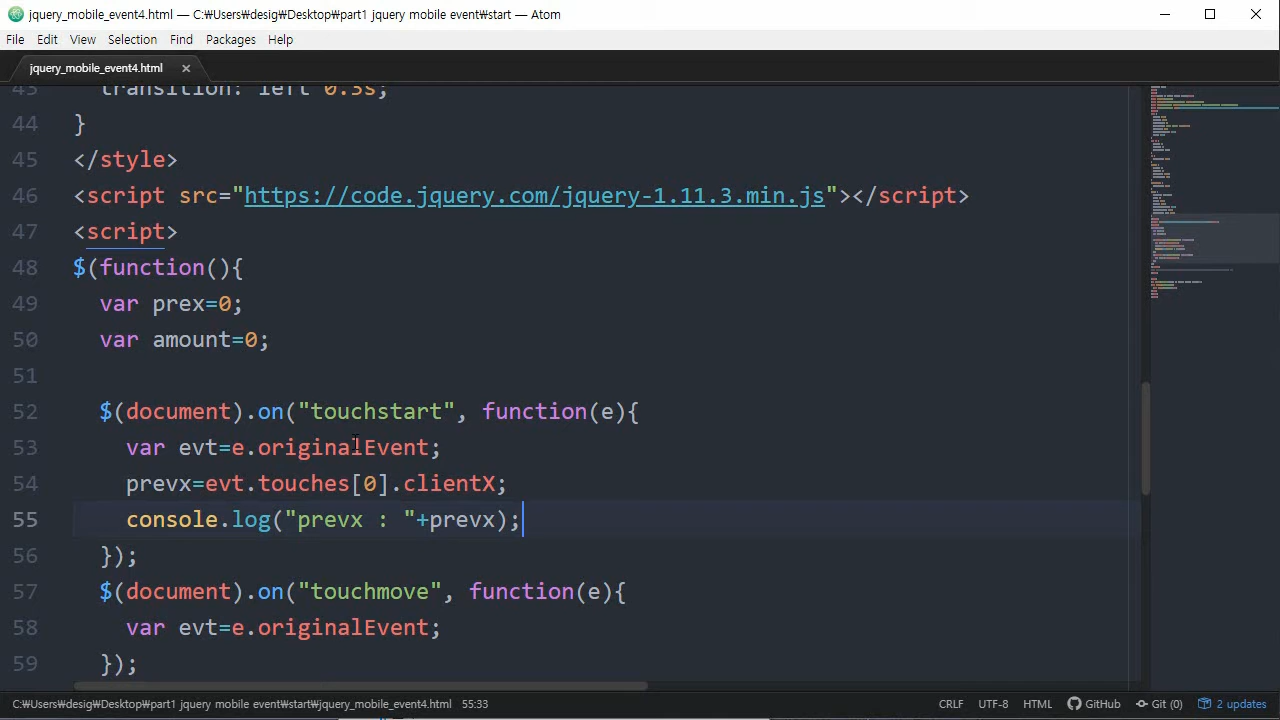 jquery_mobile_event4.html — C:₩Users₩desig₩Desktop₩part1 jquery mobile event₩start — Atom
File Edit View Selection Find Packages Help
jquery_mobile_event4.html
43 transition: left 0.3s;
44 }
45 </style>
46 <script src="https://code.jquery.com/jquery-1.11.3.min.js"></script>
47 <script>
48 $(function(){
49 var prex=0;
50 var amount=0;
51
52 $(document).on("touchstart", function(e){
53 var evt=e.originalEvent;
54 prevx=evt.touches[0].clientX;
55 console.log("prevx : "+prevx);
56 });
57 $(document).on("touchmove", function(e){
58 var evt=e.originalEvent;
59 });
C:₩Users₩desig₩Desktop₩part1 jquery mobile event₩start₩jquery_mobile_event4.html 55:33 CRLF UTF-8 HTML GitHub Git (0) 2 updates